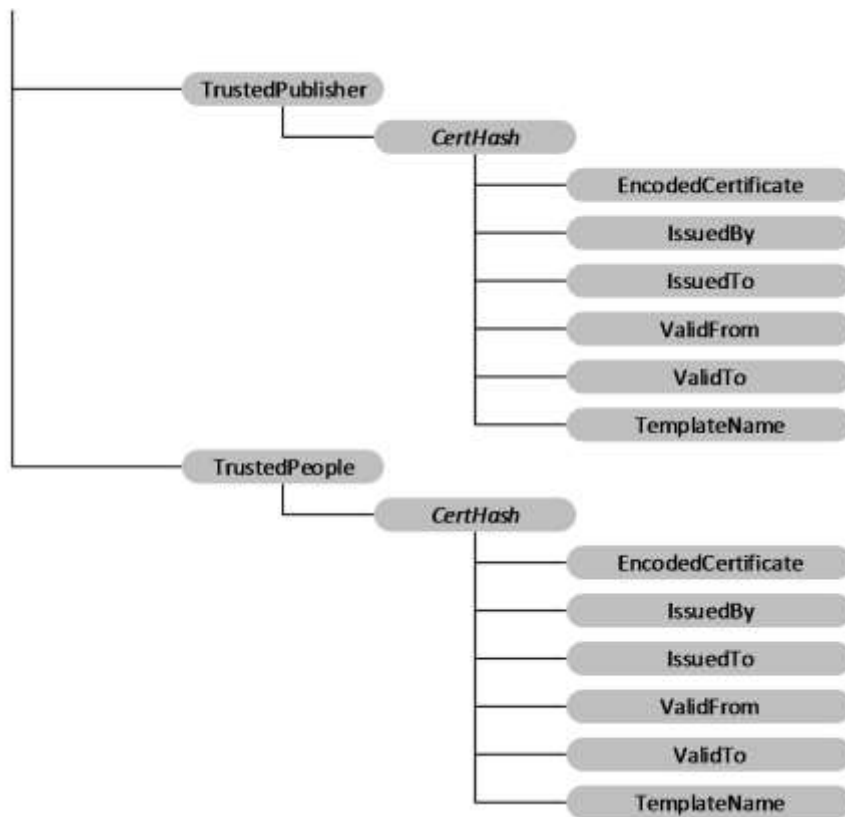 TrustedPublisher
CertHash
EncodedCertificate
IssuedBy
IssuedTo
ValidFrom
ValidTo
TemplateName
TrustedPeople
CertHash
EncodedCertificate
IssuedBy
IssuedTo
ValidFrom
ValidTo
TemplateName